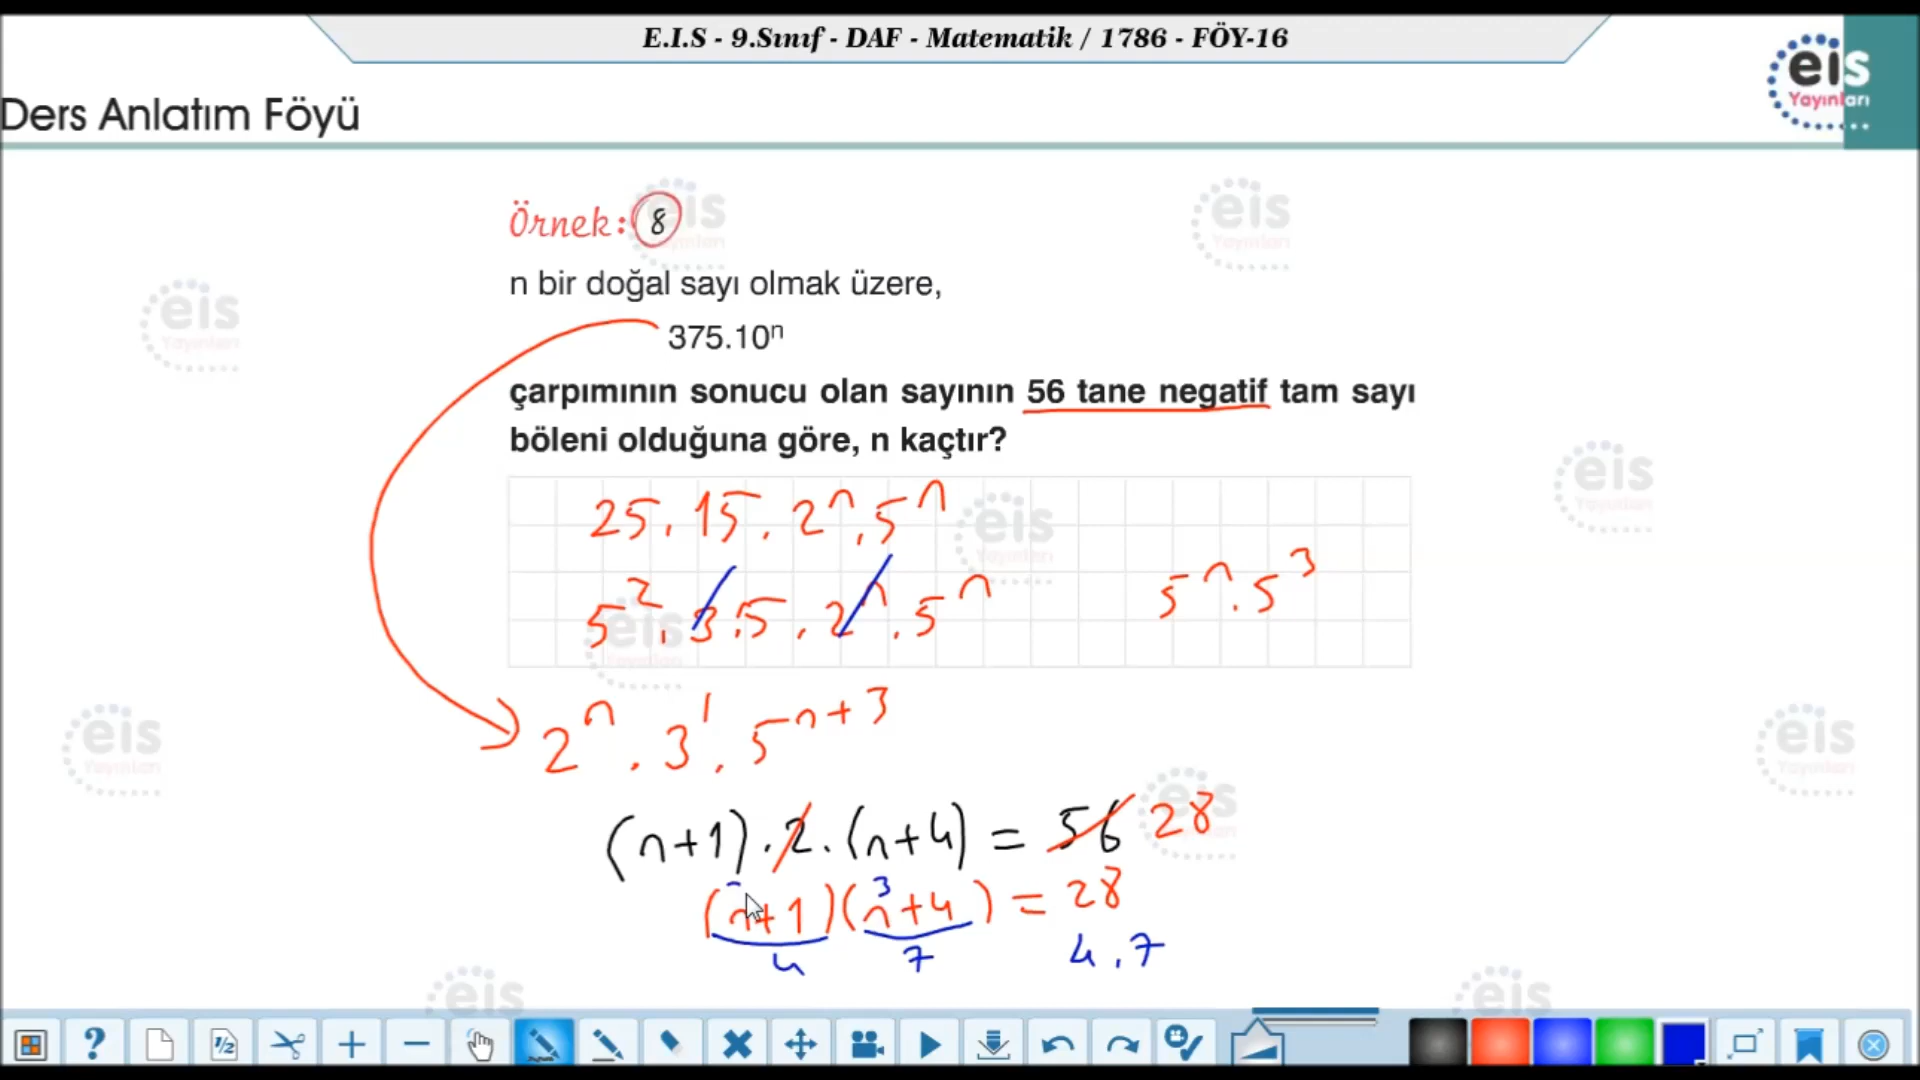 E.I.S - 9.Sınıf - DAF - Matematik / 1786 - FÖY-16
eis
Yayınları
Ders Anlatım Föyü
Örnek: 8
n bir doğal sayı olmak üzere,
375.10ⁿ
çarpımının sonucu olan sayının 56 tane negatif tam sayı
böleni olduğuna göre, n kaçtır?
25.15.2ⁿ.5ⁿ
5².3.5.2ⁿ.5ⁿ
5ⁿ.5³
2ⁿ.3¹.5ⁿ⁺³
(n+1).2.(n+4) = 56 28
3
(n+1)(n+4) = 28
4 7 4.7